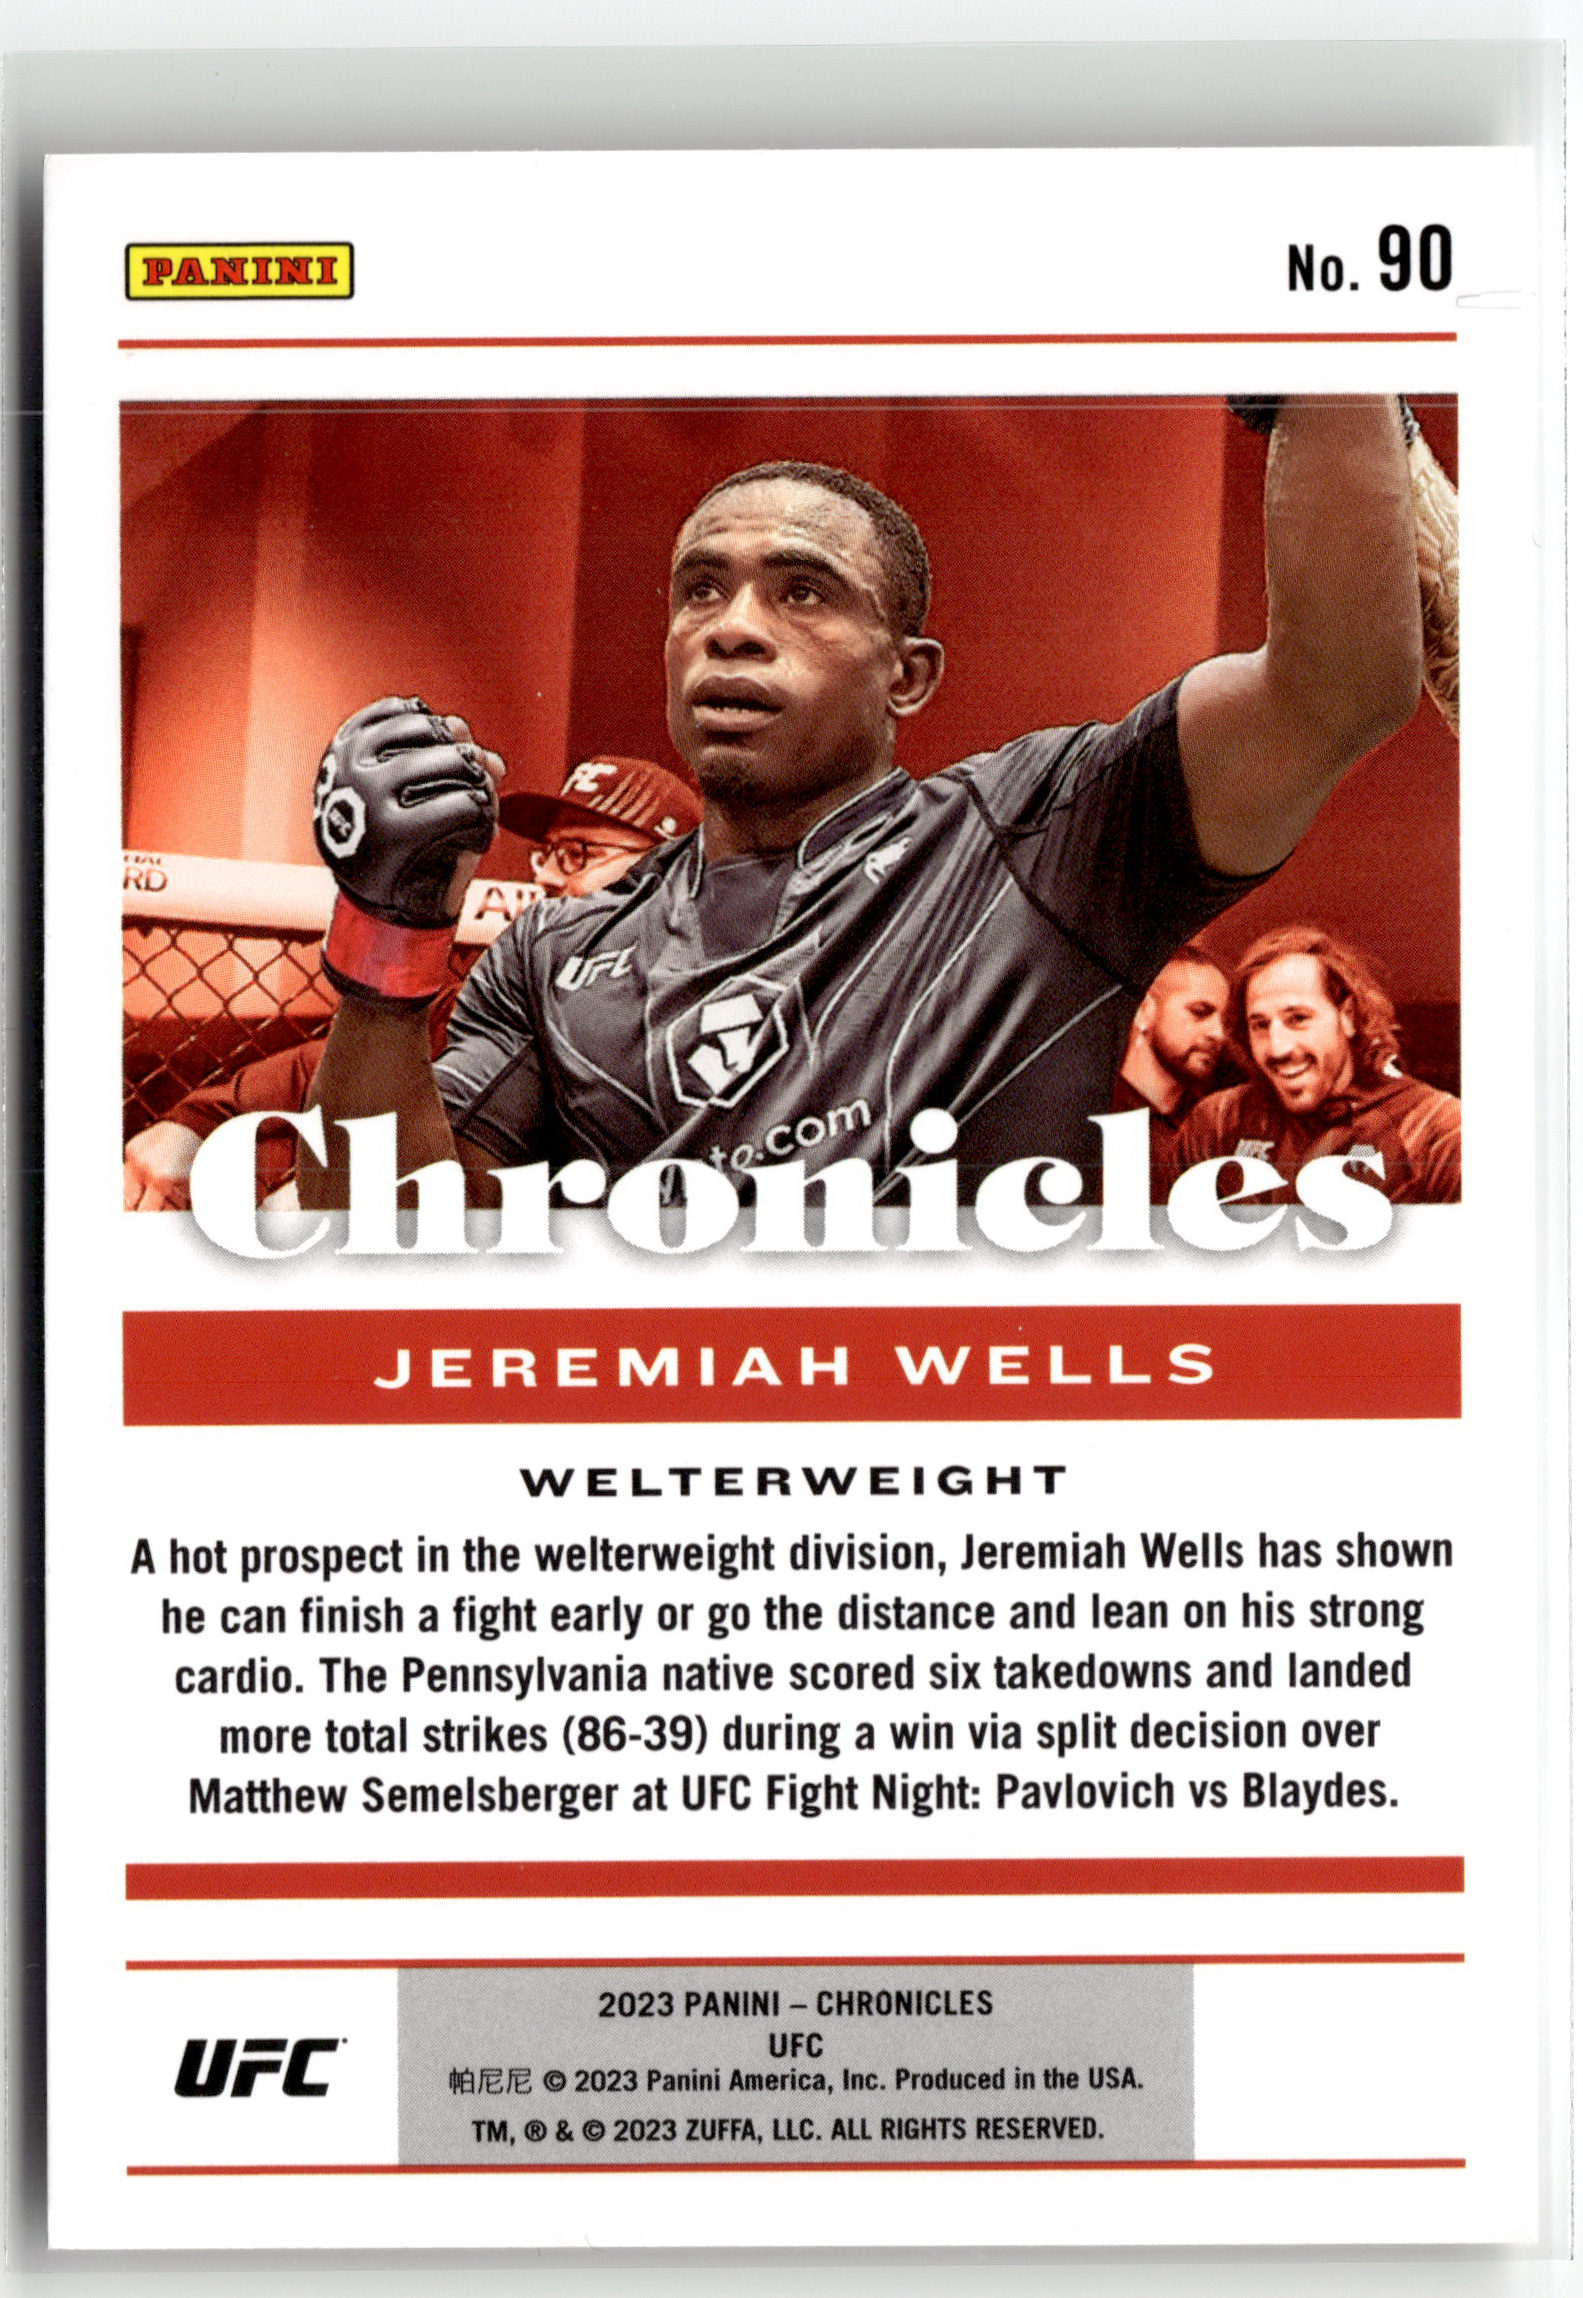 PANINI
No. 90
UFC
RD
UFC
Chronicles
JEREMIAH WELLS
WELTERWEIGHT
A hot prospect in the welterweight division, Jeremiah Wells has shown
he can finish a fight early or go the distance and lean on his strong
cardio. The Pennsylvania native scored six takedowns and landed
more total strikes (86-39) during a win via split decision over
Matthew Semelsberger at UFC Fight Night: Pavlovich vs Blaydes.
UFC
2023 PANINI – CHRONICLES
UFC
帕尼尼 © 2023 Panini America, Inc. Produced in the USA.
TM, ® & © 2023 ZUFFA, LLC. ALL RIGHTS RESERVED.